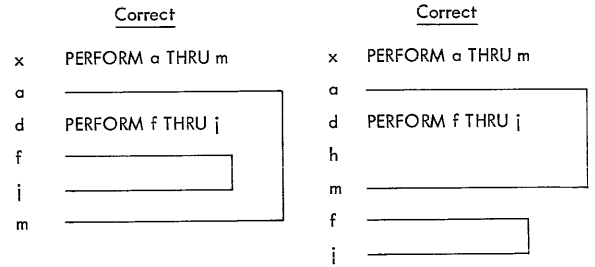 Correct
x PERFORM a THRU m
a
d PERFORM f THRU j
f
j
m
Correct
x PERFORM a THRU m
a
d PERFORM f THRU j
h
m
f
j